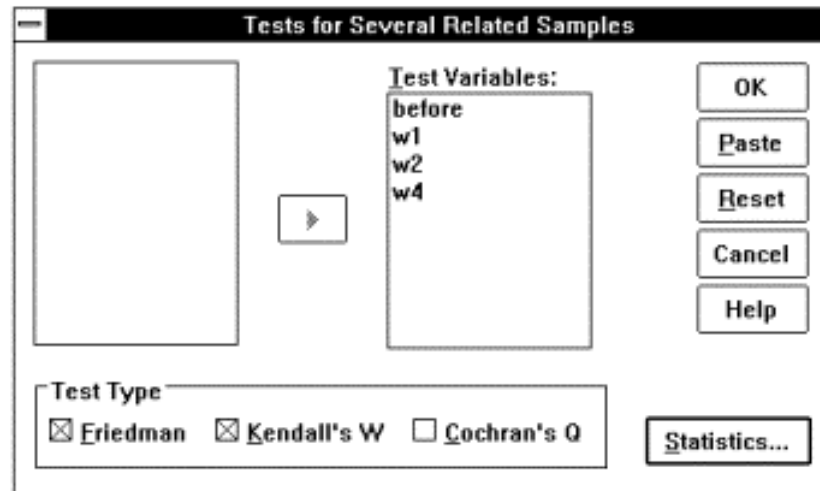 Tests for Several Related Samples
Test Variables:
before
w1
w2
w4
OK
Paste
Reset
Cancel
Help
Test Type
Friedman
Kendall's W
Cochran's Q
Statistics...